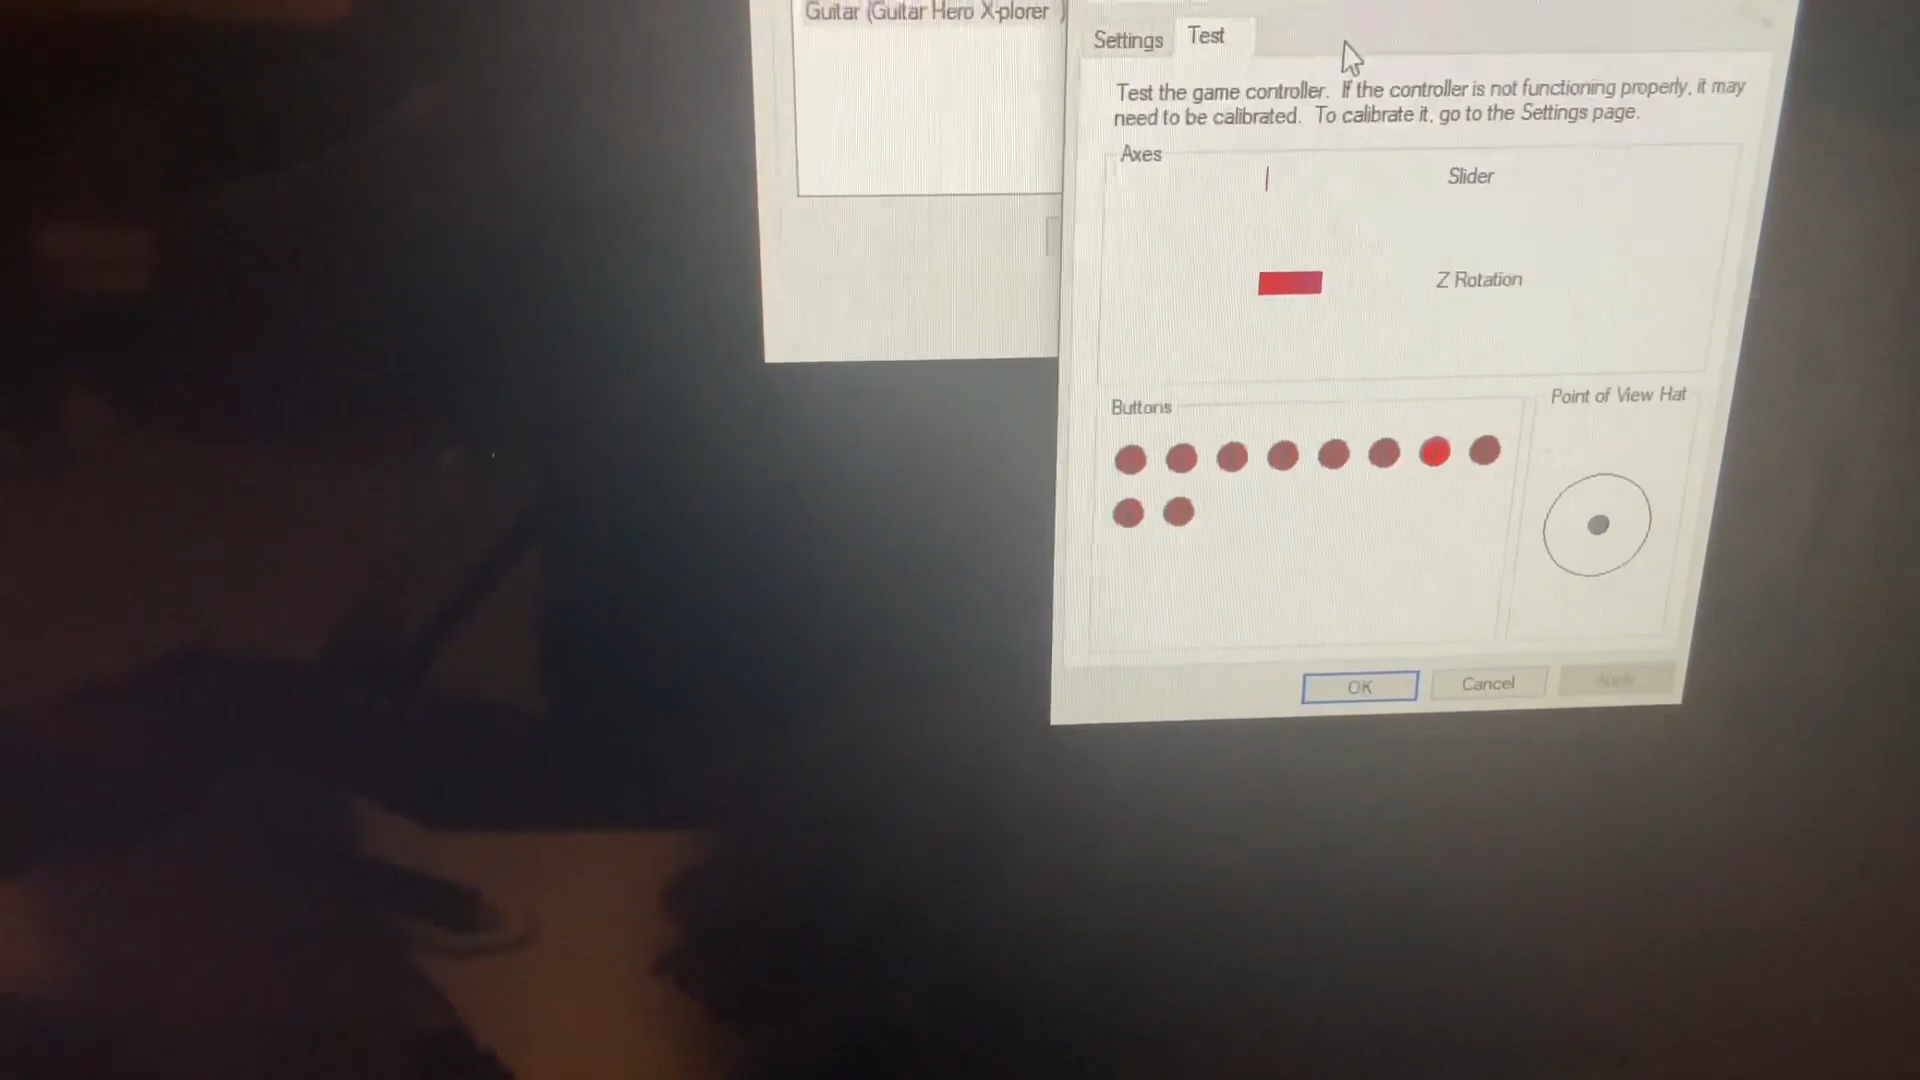 Guitar (Guitar Hero X-plorer )
Settings
Test
Test the game controller. If the controller is not functioning properly, it may
need to be calibrated. To calibrate it, go to the Settings page.
Axes
Slider
Z Rotation
Buttons
Point of View Hat
OK
Cancel
Apply